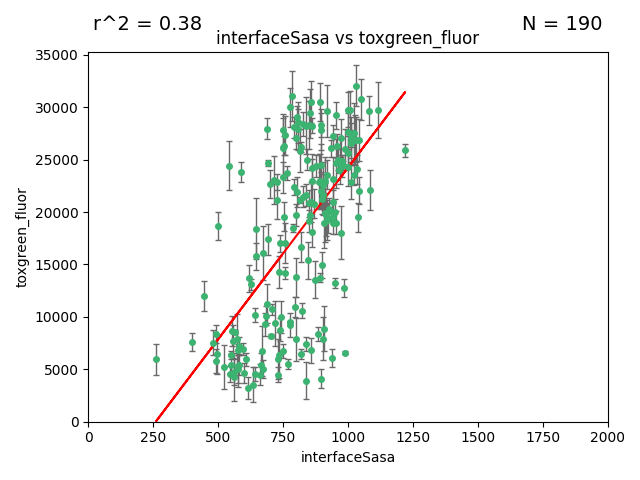 r^2 = 0.38
N = 190
interfaceSasa vs toxgreen_fluor
35000
30000
25000
20000
15000
10000
5000
0
toxgreen_fluor
0 250 500 750 1000 1250 1500 1750 2000
interfaceSasa